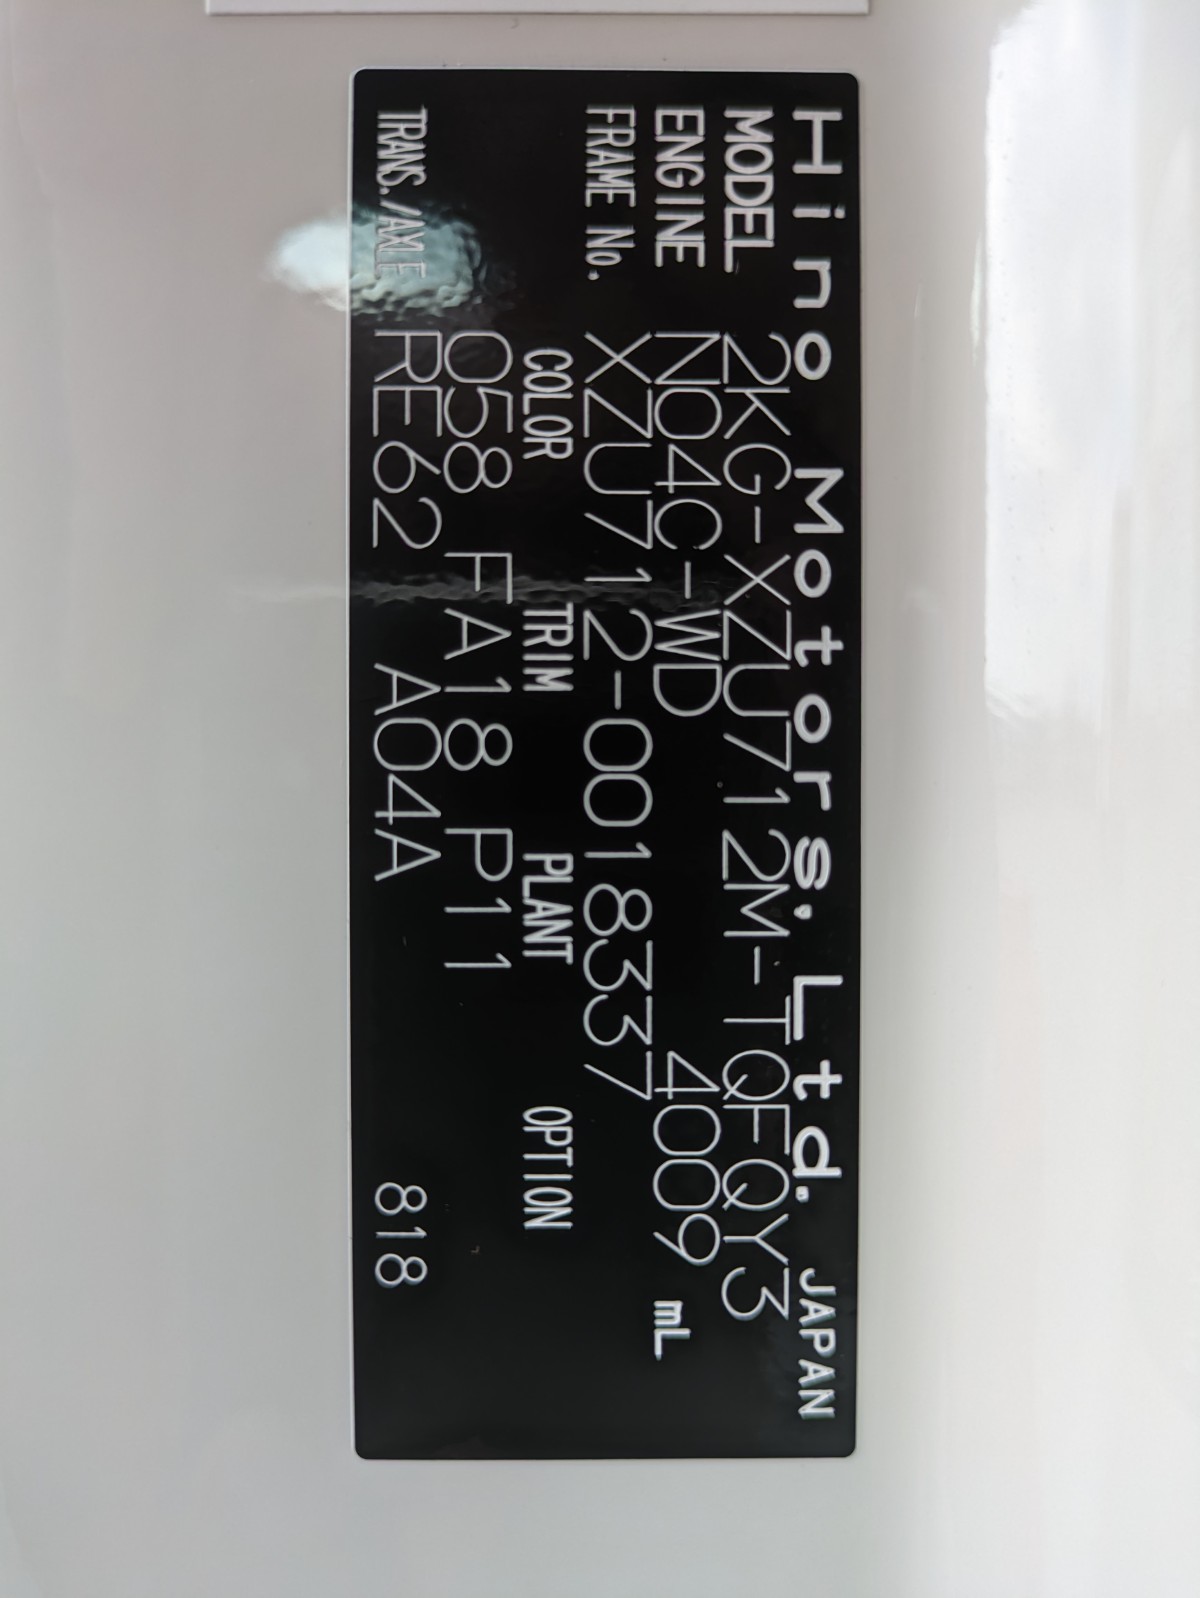 Hino Motors, Ltd. JAPAN
MODEL 2KG-XZU712M-TQFQY3
ENGINE N04C-WD 4009 mL
FRAME No. XZU712-0018337
COLOR TRIM PLANT OPTION
058 FA18 P11
TRANS./AXLE RE62 A04A 818